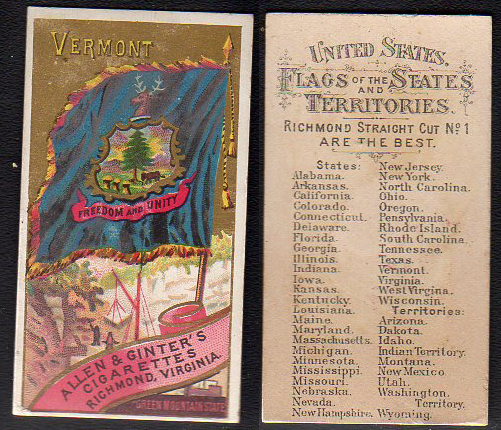 VERMONT
FREEDOM AND UNITY
ALLEN & GINTER'S
CIGARETTES
RICHMOND, VIRGINIA.
GREEN MOUNTAIN STATE
UNITED STATES.
FLAGS OF THE STATES
AND
TERRITORIES.
RICHMOND STRAIGHT CUT No 1
ARE THE BEST.
States:
Alabama.
Arkansas.
California.
Colorado.
Connecticut.
Delaware.
Florida.
Georgia.
Illinois.
Indiana.
Iowa.
Kansas.
Kentucky.
Louisiana.
Maine.
Maryland.
Massachusetts.
Michigan.
Minnesota.
Mississippi.
Missouri.
Nebraska.
Nevada.
New Hampshire.
New Jersey.
New York.
North Carolina.
Ohio.
Oregon.
Pensylvania.
Rhode Island.
South Carolina.
Tennessee.
Texas.
Vermont.
Virginia.
West Virginia.
Wisconsin.
Territories:
Arizona.
Dakota.
Idaho.
Indian Territory.
Montana.
New Mexico.
Utah.
Washington.
Territory.
Wyoming.